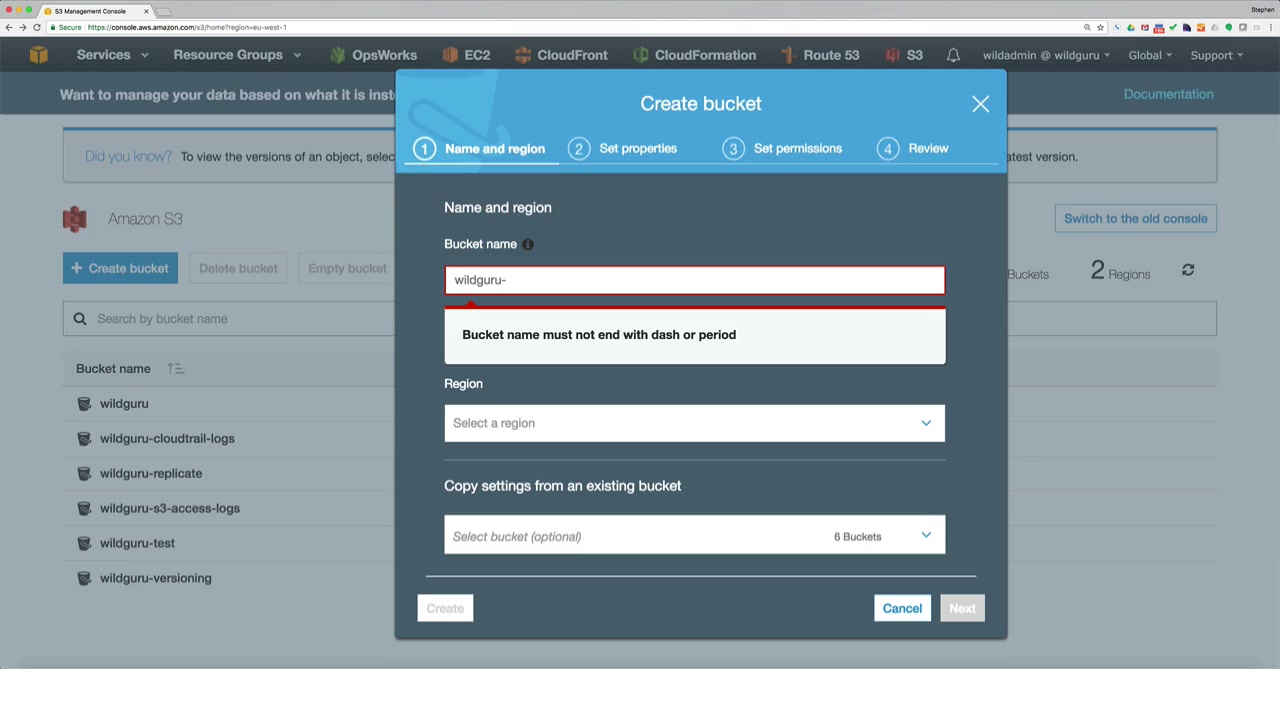 S3 Management Console
Stephen
Secure https://console.aws.amazon.com/s3/home?region=eu-west-1
Services Resource Groups OpsWorks EC2 CloudFront CloudFormation Route 53 S3 wildadmin @ wildguru Global Support
Want to manage your data based on what it is inst
Documentation
Create bucket
1 Name and region 2 Set properties 3 Set permissions 4 Review
Did you know? To view the versions of an object, selec
atest version.
Amazon S3
Switch to the old console
Create bucket Delete bucket Empty bucket
Buckets 2 Regions
Search by bucket name
Bucket name
wildguru
wildguru-cloudtrail-logs
wildguru-replicate
wildguru-s3-access-logs
wildguru-test
wildguru-versioning
Name and region
Bucket name
wildguru-
Bucket name must not end with dash or period
Region
Select a region
Copy settings from an existing bucket
Select bucket (optional) 6 Buckets
Create Cancel Next